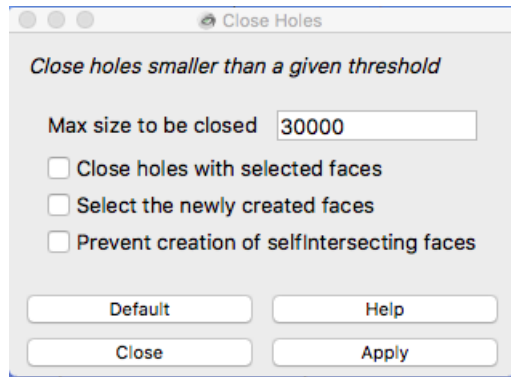 Close Holes
Close holes smaller than a given threshold
Max size to be closed 30000
Close holes with selected faces
Select the newly created faces
Prevent creation of selfIntersecting faces
Default Help
Close Apply